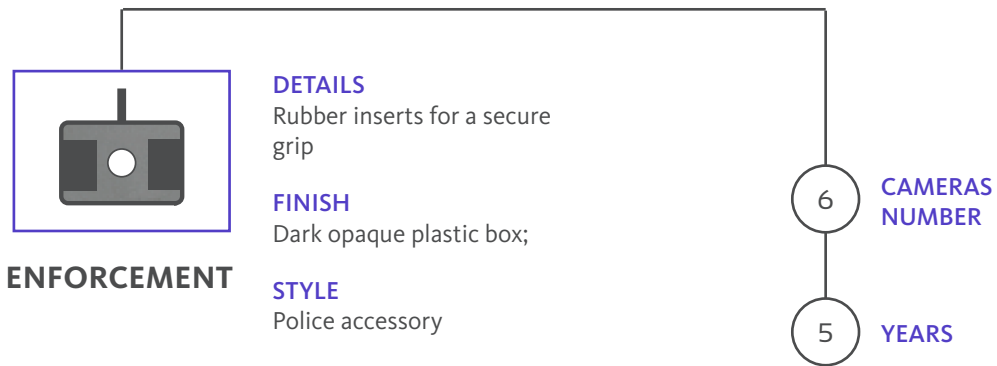 ENFORCEMENT
DETAILS
Rubber inserts for a secure
grip
FINISH
Dark opaque plastic box;
STYLE
Police accessory
6
CAMERAS
NUMBER
5
YEARS